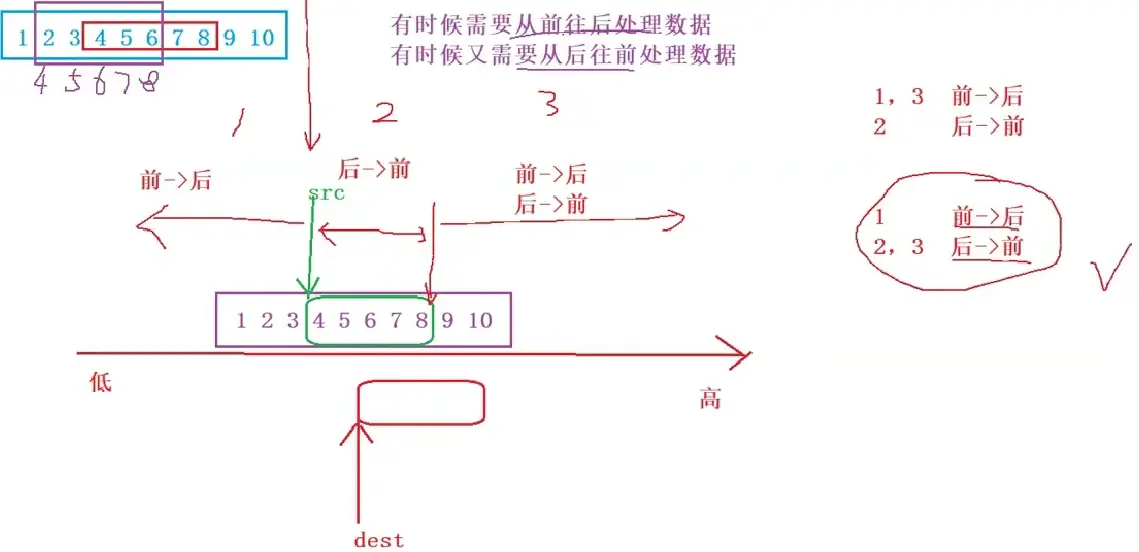 1 2 3 4 5 6 7 8 9 10
4 5 6 7 8
有时候需要从前往后处理数据
有时候又需要从后往前处理数据
1，3 前->后
2 后->前
1 2 3
前->后
后->前
前->后
后->前
src
1 前->后
2，3 后->前
1 2 3 4 5 6 7 8 9 10
低
高
dest